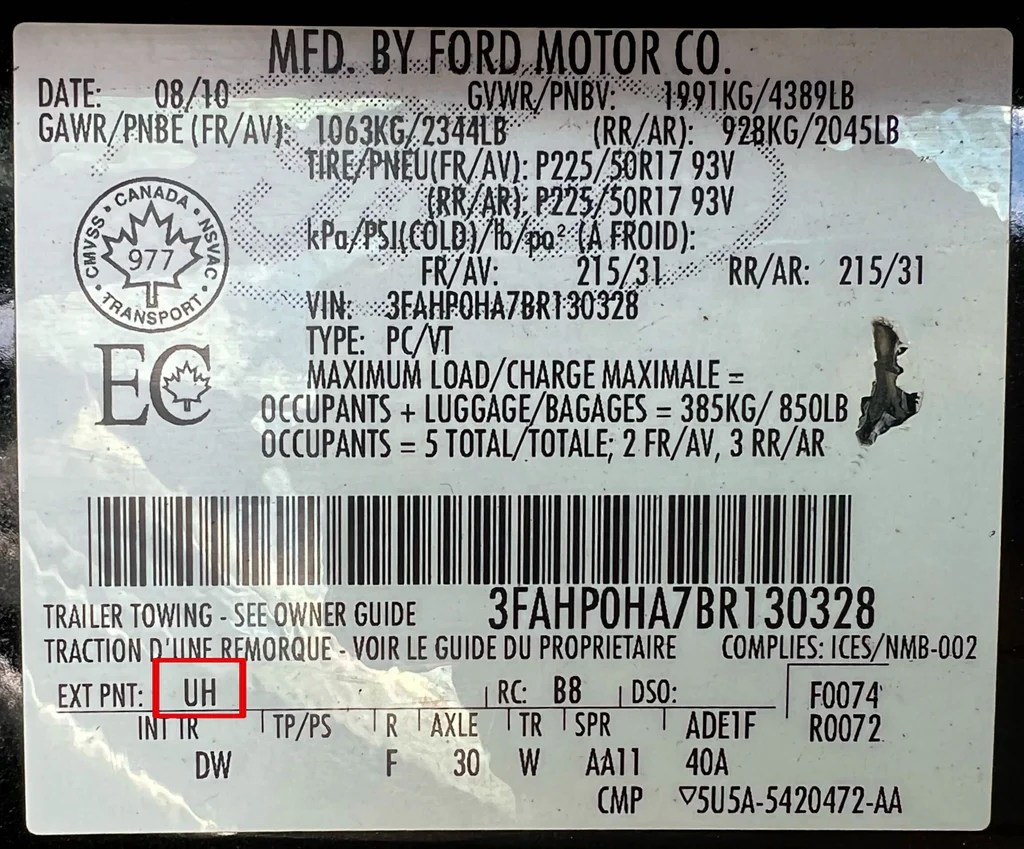 MFD. BY FORD MOTOR CO.
DATE: 08/10 GVWR/PNBV: 1991KG/4389LB
GAWR/PNBE (FR/AV): 1063KG/2344LB (RR/AR): 928KG/2045LB
TIRE/PNEU(FR/AV): P225/50R17 93V
(RR/AR): P225/50R17 93V
kPa/PSI(COLD)/lb/po² (A FROID):
FR/AV: 215/31 RR/AR: 215/31
CMVSS • CANADA • NSVAC • TRANSPORT •
977
VIN: 3FAHP0HA7BR130328
TYPE: PC/VT
EC
MAXIMUM LOAD/CHARGE MAXIMALE =
OCCUPANTS + LUGGAGE/BAGAGES = 385KG/ 850LB
OCCUPANTS = 5 TOTAL/TOTALE; 2 FR/AV, 3 RR/AR
TRAILER TOWING - SEE OWNER GUIDE 3FAHP0HA7BR130328
TRACTION D'UNE REMORQUE - VOIR LE GUIDE DU PROPRIETAIRE COMPLIES: ICES/NMB-002
EXT PNT: UH RC: B8 DSO: F0074
INT TR TP/PS R AXLE TR SPR ADE1F R0072
DW F 30 W AA11 40A
CMP ▽5U5A-5420472-AA